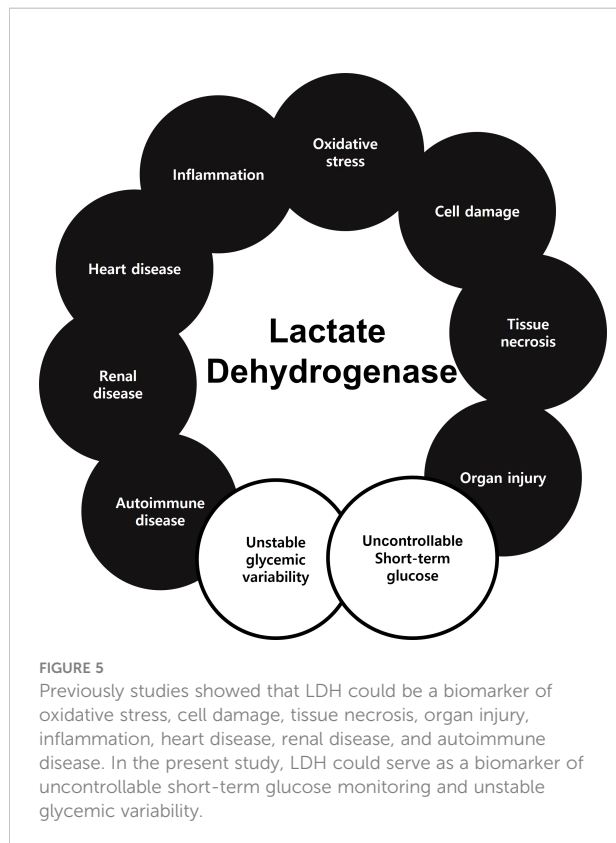 Oxidative
stress
Inflammation
Cell damage
Heart disease
Lactate
Dehydrogenase
Tissue
necrosis
Renal
disease
Organ injury
Autoimmune
disease
Unstable
glycemic
variability
Uncontrollable
Short-term
glucose
FIGURE 5
Previously studies showed that LDH could be a biomarker of
oxidative stress, cell damage, tissue necrosis, organ injury,
inflammation, heart disease, renal disease, and autoimmune
disease. In the present study, LDH could serve as a biomarker of
uncontrollable short-term glucose monitoring and unstable
glycemic variability.